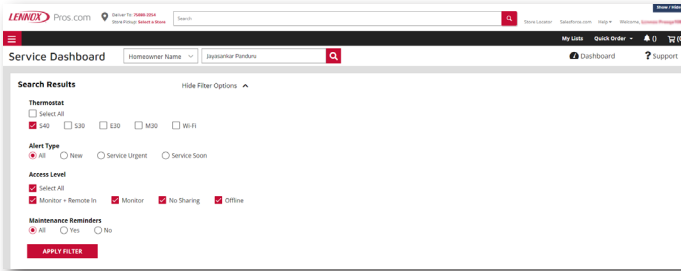 Show / Hide
LENNOX Pros.com
Deliver To: 75080-2254
Store Pickup: Select a Store
Search
Store Locator Salesforce.com Help Welcome,
My Lists Quick Order () (0
Service Dashboard Homeowner Name Jayasankar Panduru Dashboard ? Support
Search Results Hide Filter Options
Thermostat
Select All
S40 S30 E30 M30 Wi-Fi
Alert Type
All New Service Urgent Service Soon
Access Level
Select All
Monitor + Remote In Monitor No Sharing Offline
Maintenance Reminders
All Yes No
APPLY FILTER